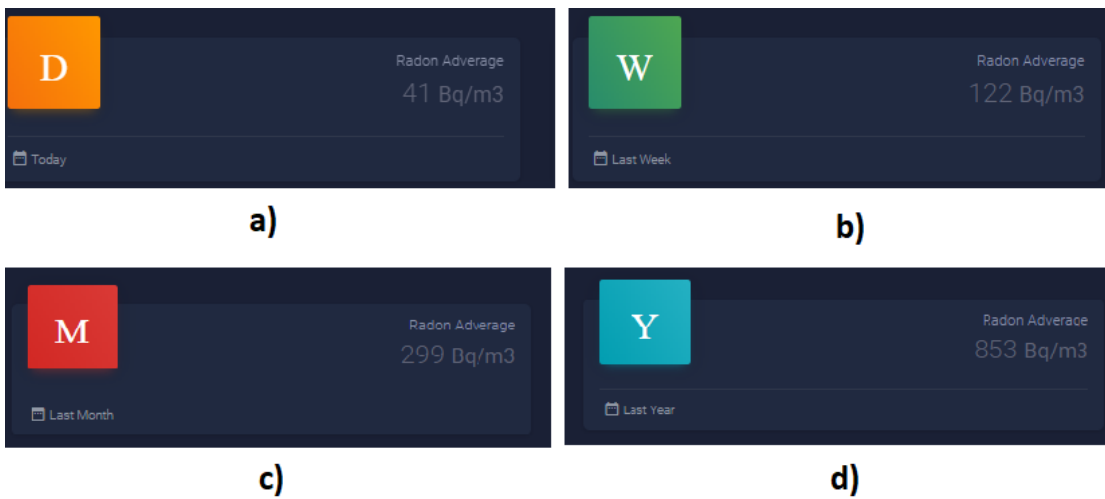 D
Radon Adverage
41 Bq/m3
Today
a)
W
Radon Adverage
122 Bq/m3
Last Week
b)
M
Radon Adverage
299 Bq/m3
Last Month
c)
Y
Radon Adverage
853 Bq/m3
Last Year
d)